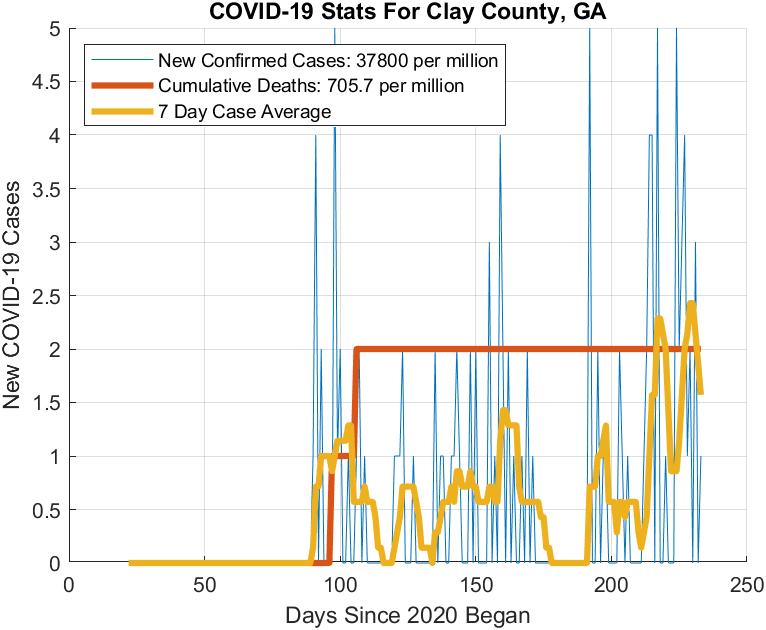 COVID-19 Stats For Clay County, GA
New Confirmed Cases: 37800 per million
Cumulative Deaths: 705.7 per million
7 Day Case Average
New COVID-19 Cases
5
4.5
4
3.5
3
2.5
2
1.5
1
0.5
0
0 50 100 150 200 250
Days Since 2020 Began